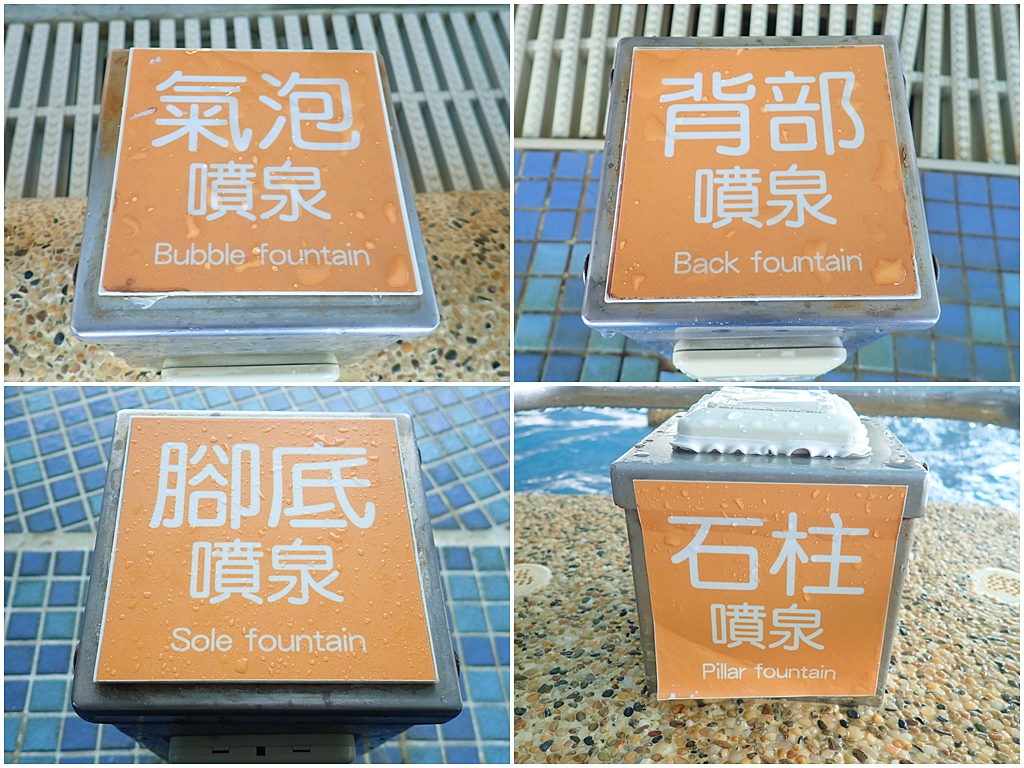 氣泡
噴泉
Bubble fountain
背部
噴泉
Back fountain
腳底
噴泉
Sole fountain
石柱
噴泉
Pillar fountain